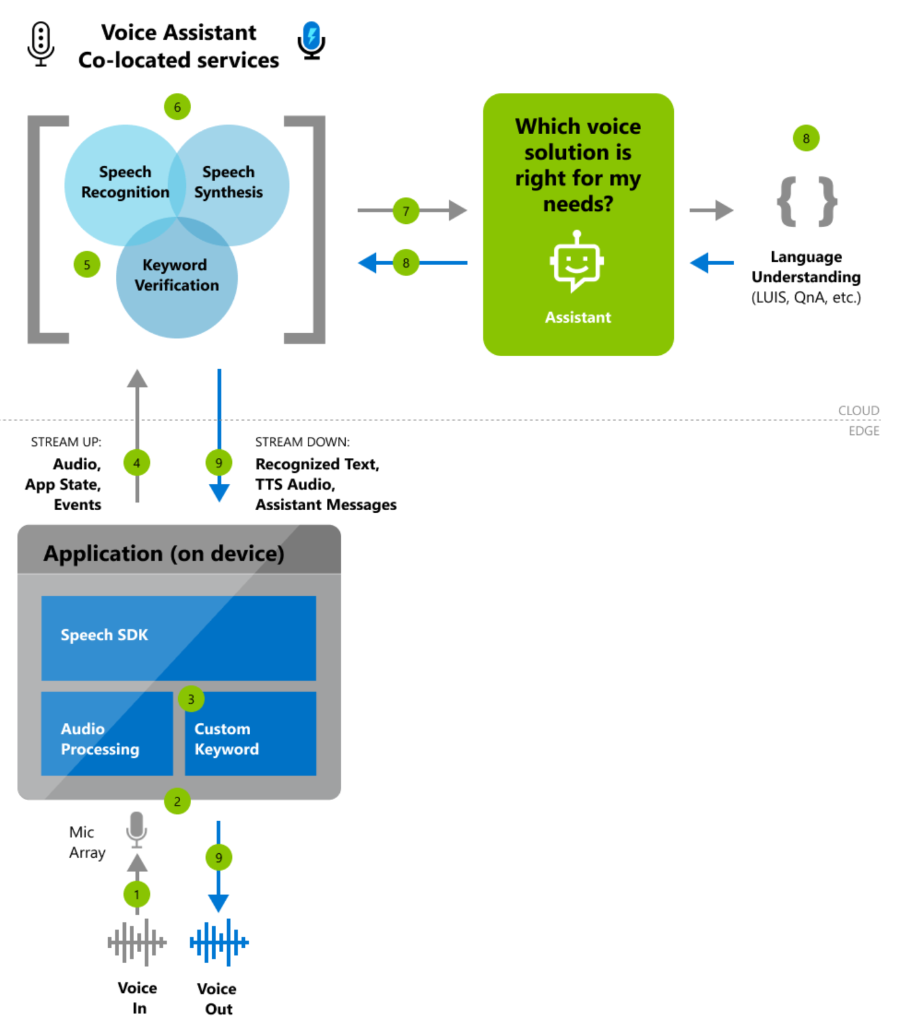 Voice Assistant
Co-located services
6
Speech
Recognition
Speech
Synthesis
5
Keyword
Verification
7
8
Which voice
solution is
right for my
needs?
Assistant
8
{ }
Language
Understanding
(LUIS, QnA, etc.)
CLOUD
EDGE
STREAM UP:
Audio,
App State,
Events
4
9
STREAM DOWN:
Recognized Text,
TTS Audio,
Assistant Messages
Application (on device)
Speech SDK
3
Audio
Processing
Custom
Keyword
2
Mic
Array
9
1
Voice
In
Voice
Out